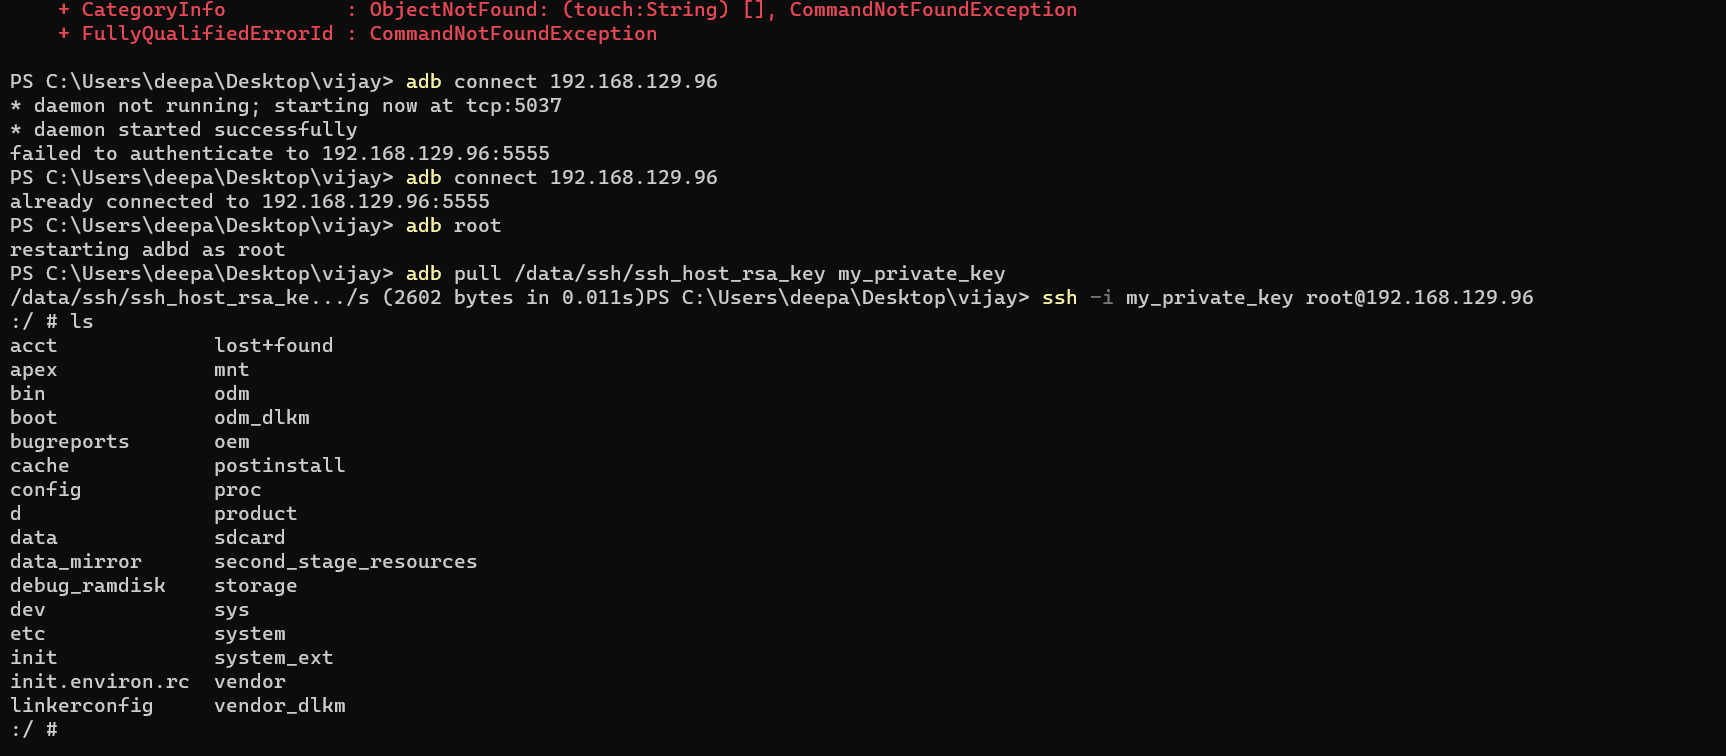 + CategoryInfo          : ObjectNotFound: (touch:String) [], CommandNotFoundException
+ FullyQualifiedErrorId : CommandNotFoundException
PS C:\Users\deepa\Desktop\vijay> adb connect 192.168.129.96
* daemon not running; starting now at tcp:5037
* daemon started successfully
failed to authenticate to 192.168.129.96:5555
PS C:\Users\deepa\Desktop\vijay> adb connect 192.168.129.96
already connected to 192.168.129.96:5555
PS C:\Users\deepa\Desktop\vijay> adb root
restarting adbd as root
PS C:\Users\deepa\Desktop\vijay> adb pull /data/ssh/ssh_host_rsa_key my_private_key
/data/ssh/ssh_host_rsa_ke.../s (2602 bytes in 0.011s)PS C:\Users\deepa\Desktop\vijay> ssh -i my_private_key root@192.168.129.96
:/ # ls
acct             lost+found
apex             mnt
bin              odm
boot             odm_dlkm
bugreports       oem
cache            postinstall
config           proc
d                product
data             sdcard
data_mirror      second_stage_resources
debug_ramdisk    storage
dev              sys
etc              system
init             system_ext
init.environ.rc  vendor
linkerconfig     vendor_dlkm
:/ #